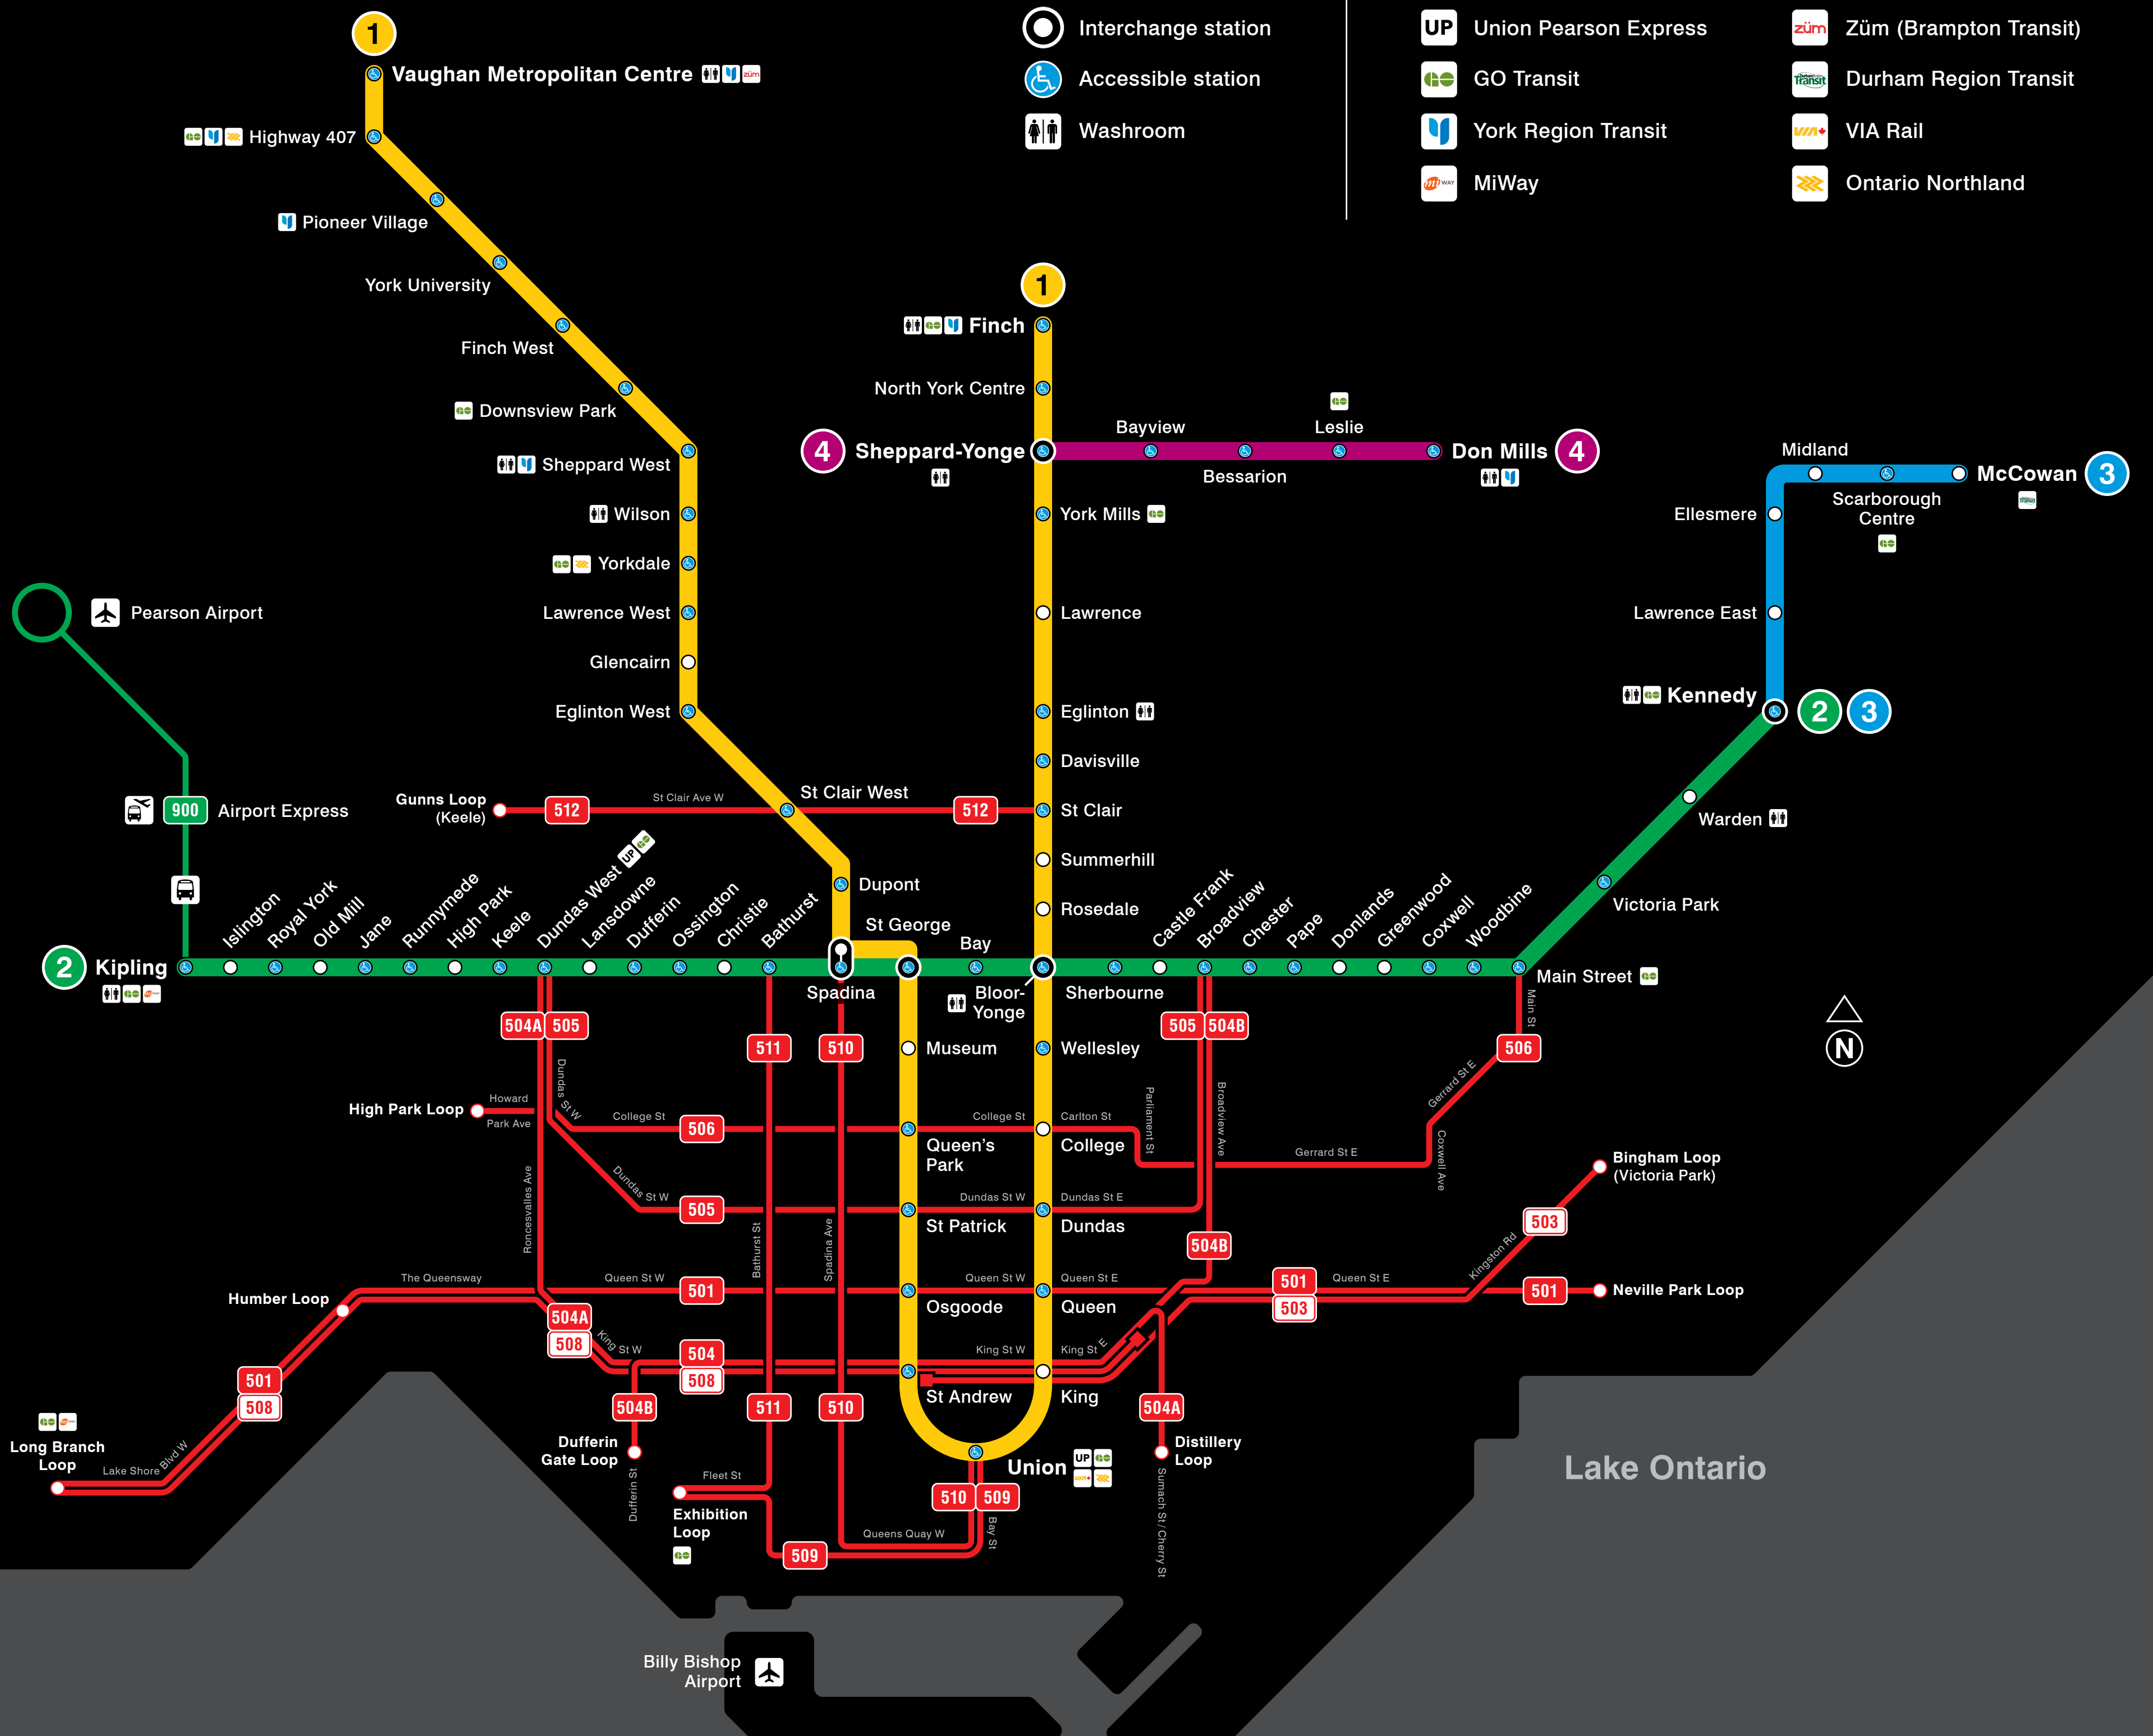 1
Vaughan Metropolitan Centre
züm
Highway 407
Pioneer Village
York University
Finch West
Downsview Park
Sheppard West
Wilson
Yorkdale
Lawrence West
Glencairn
Eglinton West
St Clair West
Dupont
St George
Spadina
Interchange station
Accessible station
Washroom
UP
Union Pearson Express
GO Transit
York Region Transit
mi WAY
MiWay
züm
Züm (Brampton Transit)
Durham Region
Transit
Durham Region Transit
VIA
VIA Rail
Ontario Northland
1
Finch
North York Centre
4
Sheppard-Yonge
Bayview
Bessarion
Leslie
Don Mills
4
York Mills
Lawrence
Eglinton
Davisville
St Clair
Summerhill
Rosedale
Bloor-
Yonge
Wellesley
College
Dundas
Queen
King
Union
UP
VIA
St Andrew
Osgoode
St Patrick
Queen's
Park
Museum
Midland
Scarborough
Centre
McCowan
3
Ellesmere
Lawrence East
Kennedy
2
3
Warden
Victoria Park
Main Street
Pearson Airport
900
Airport Express
2
Kipling
Islington
Royal York
Old Mill
Jane
Runnymede
High Park
Keele
Dundas West
UP
Lansdowne
Dufferin
Ossington
Christie
Bathurst
Bay
Sherbourne
Castle Frank
Broadview
Chester
Pape
Donlands
Greenwood
Coxwell
Woodbine
Gunns Loop
(Keele)
512
St Clair Ave W
512
504A
505
511
510
505
504B
506
Main St
N
High Park Loop
Howard
Park Ave
Dundas St W
College St
506
College St
Carlton St
Parliament St
Broadview Ave
Gerrard St E
Gerrard St E
Coxwell Ave
Roncesvalles Ave
Dundas St W
505
Dundas St W
Dundas St E
Bathurst St
Spadina Ave
504B
Bingham Loop
(Victoria Park)
503
Kingston Rd
Humber Loop
The Queensway
Queen St W
501
Queen St W
Queen St E
501
503
Queen St E
501
Neville Park Loop
504A
508
King St W
504
508
King St W
King St E
501
508
504B
511
510
504A
Long Branch
Loop
Lake Shore Blvd W
Dufferin
Gate Loop
Dufferin St
Distillery
Loop
Sumach St / Cherry St
Fleet St
Exhibition
Loop
510
509
Queens Quay W
Bay St
509
Lake Ontario
Billy Bishop
Airport